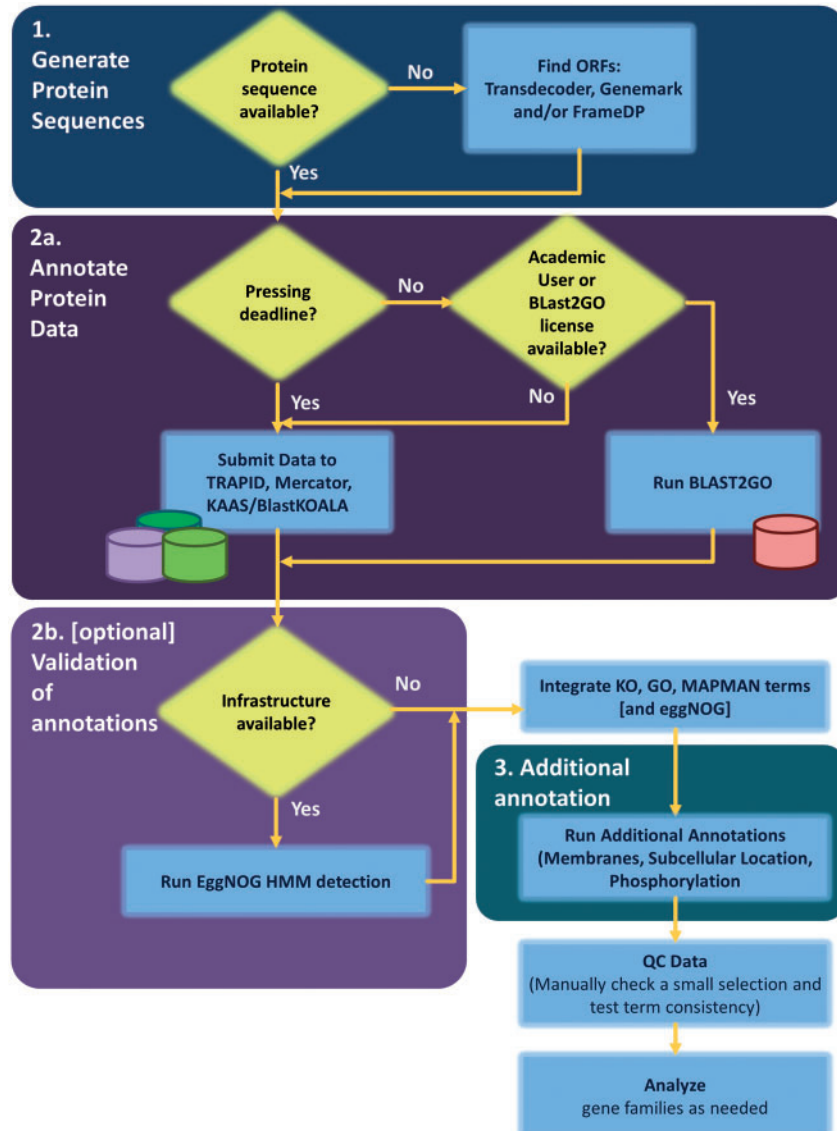 1.
Generate
Protein
Sequences
Protein
sequence
available?
No
Find ORFs:
Transdecoder, Genemark
and/or FrameDP
Yes
2a.
Annotate
Protein
Data
Pressing
deadline?
No
Academic
User or
BLast2GO
license
available?
Yes
No
Yes
Submit Data to
TRAPID, Mercator,
KAAS/BlastKOALA
Run BLAST2GO
2b. [optional]
Validation
of
annotations
Infrastructure
available?
No
Yes
Run EggNOG HMM detection
Integrate KO, GO, MAPMAN terms
[and eggNOG]
3. Additional
annotation
Run Additional Annotations
(Membranes, Subcellular Location,
Phosphorylation
QC Data
(Manually check a small selection and
test term consistency)
Analyze
gene families as needed